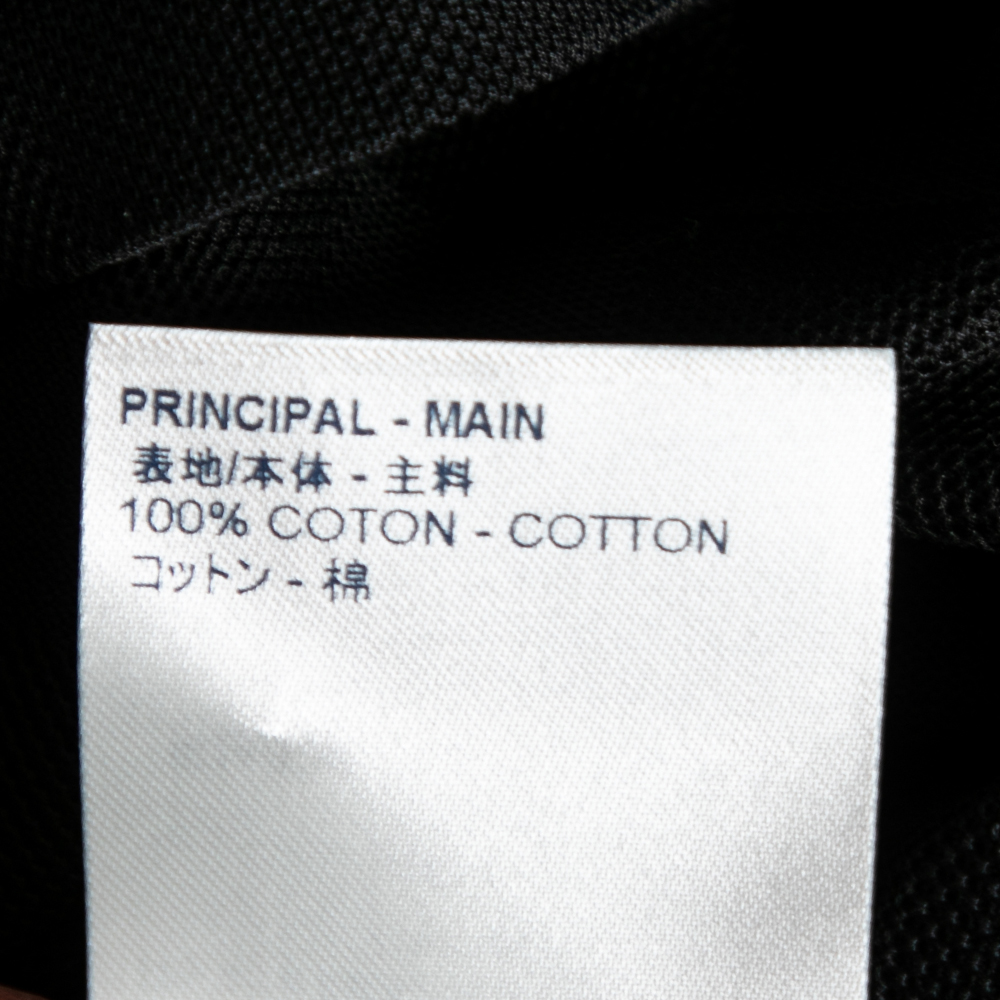 PRINCIPAL - MAIN
表地/本体 - 主料
100% COTON - COTTON
コットン - 棉